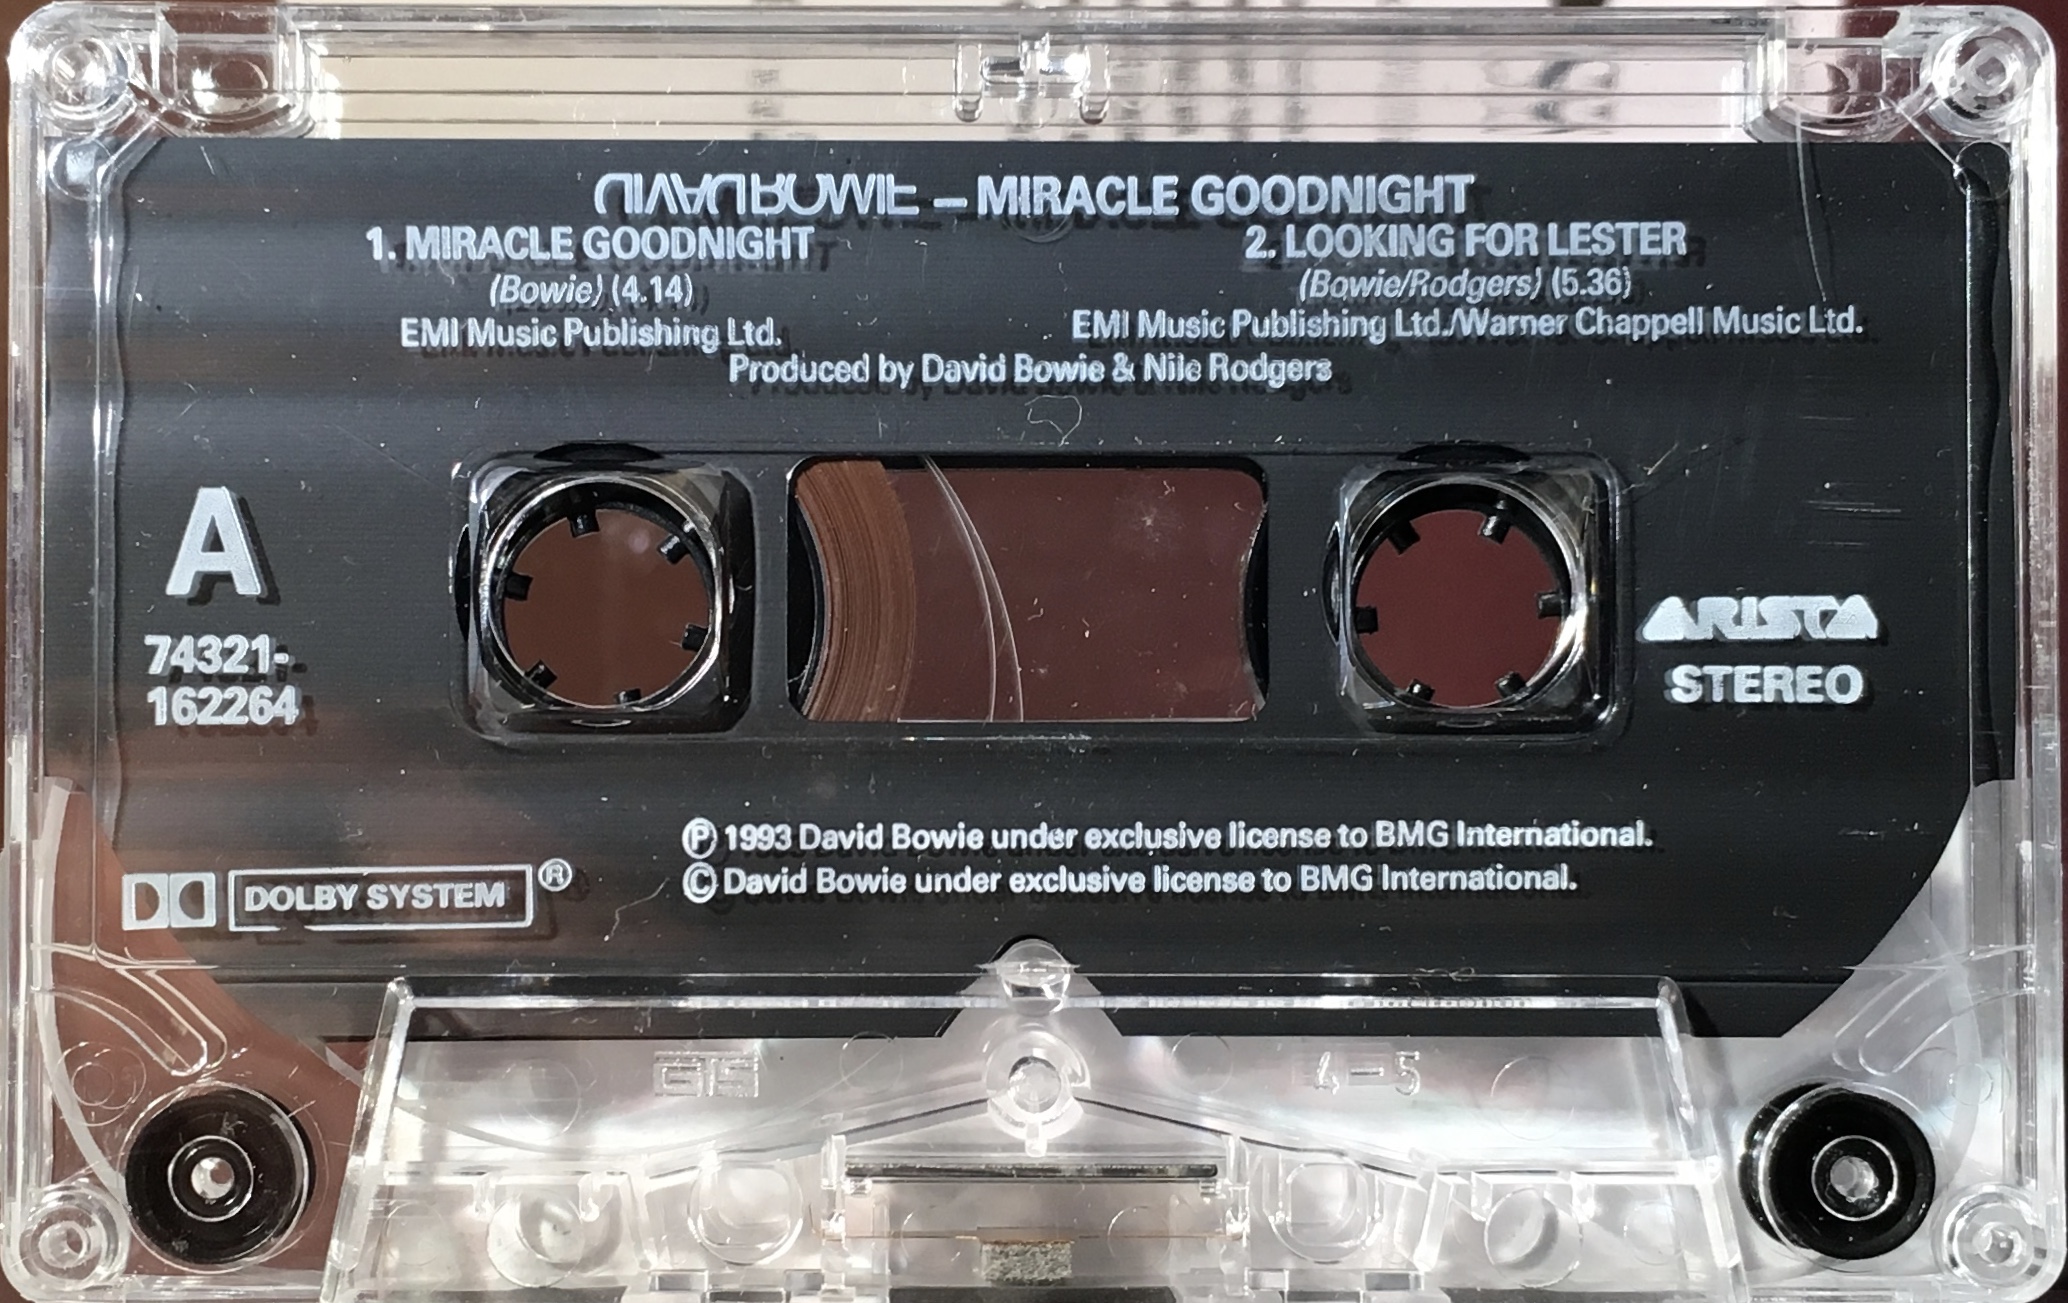 DAVID BOWIE – MIRACLE GOODNIGHT
1. MIRACLE GOODNIGHT
(Bowie) (4.14)
EMI Music Publishing Ltd.
2. LOOKING FOR LESTER
(Bowie/Rodgers) (5.36)
EMI Music Publishing Ltd./Warner Chappell Music Ltd.
Produced by David Bowie & Nile Rodgers
A
74321-
162264
ARISTA
STEREO
Ⓟ 1993 David Bowie under exclusive license to BMG International.
© David Bowie under exclusive license to BMG International.
DOLBY SYSTEM ®
4-5